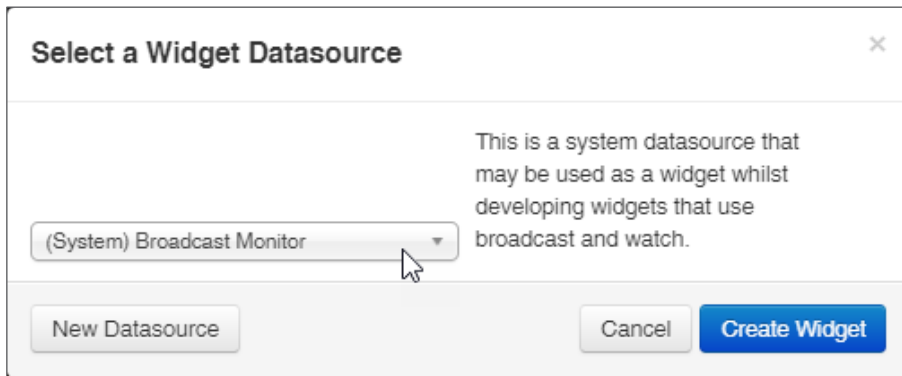 Select a Widget Datasource
×
This is a system datasource that
may be used as a widget whilst
developing widgets that use
broadcast and watch.
(System) Broadcast Monitor
New Datasource
Cancel
Create Widget